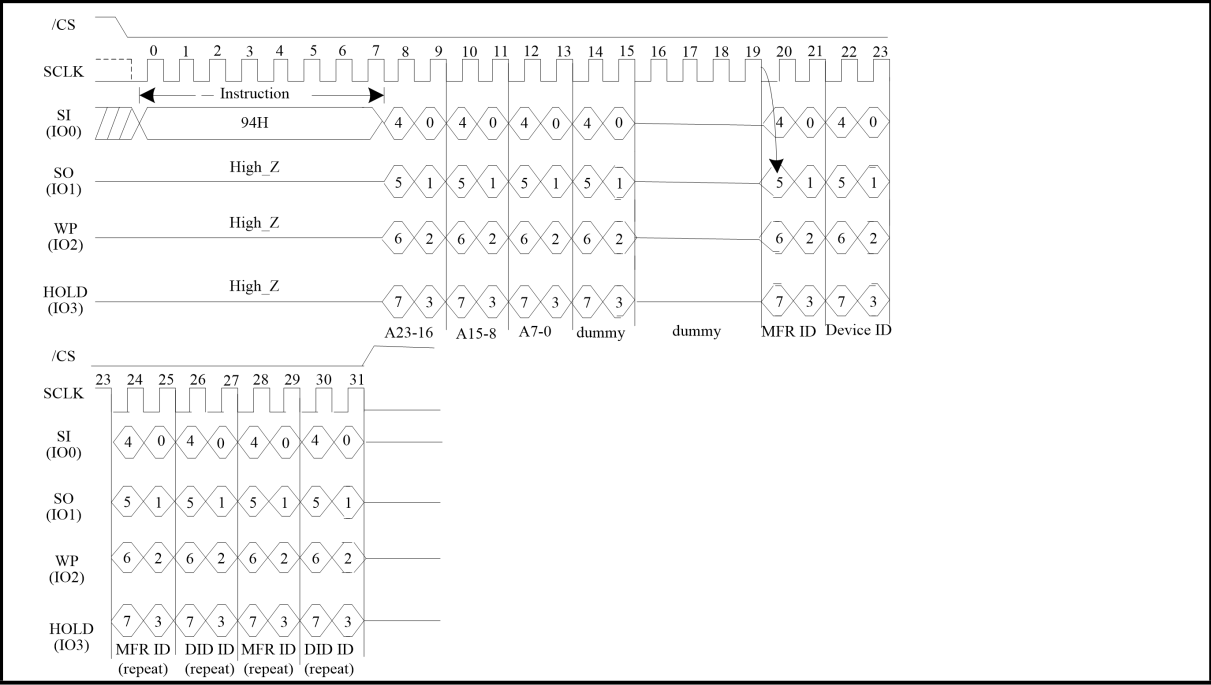 /CS
0 1 2 3 4 5 6 7 8 9 10 11 12 13 14 15 16 17 18 19 20 21 22 23
SCLK
Instruction
SI
(IO0)
94H
4 0 4 0 4 0 4 0 4 0 4 0
SO
(IO1)
High_Z
5 1 5 1 5 1 5 1 5 1 5 1
WP
(IO2)
High_Z
6 2 6 2 6 2 6 2 6 2 6 2
HOLD
(IO3)
High_Z
7 3 7 3 7 3 7 3 7 3 7 3
A23-16 A15-8 A7-0 dummy dummy MFR ID Device ID
/CS
23 24 25 26 27 28 29 30 31
SCLK
SI
(IO0)
4 0 4 0 4 0 4 0
SO
(IO1)
5 1 5 1 5 1 5 1
WP
(IO2)
6 2 6 2 6 2 6 2
HOLD
(IO3)
7 3 7 3 7 3 7 3
MFR ID DID ID MFR ID DID ID
(repeat) (repeat) (repeat) (repeat)